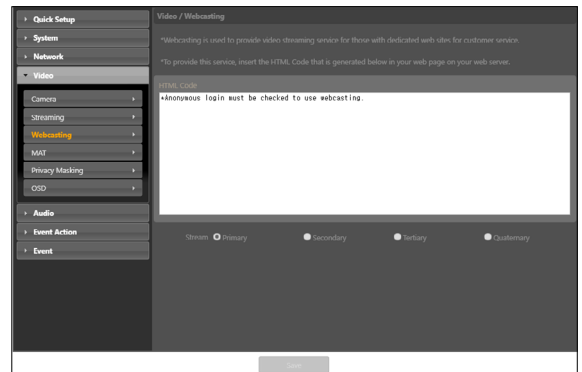 Quick Setup
System
Network
Video
Camera
Streaming
Webcasting
MAT
Privacy Masking
OSD
Audio
Event Action
Event
Video / Webcasting
*Webcasting is used to provide video streaming service for those with dedicated web sites for customer service.
*To provide this service, insert the HTML Code that is generated below in your web page on your web server.
HTML Code
*Anonymous login must be checked to use webcasting.
Stream Primary Secondary Tertiary Quaternary
Save